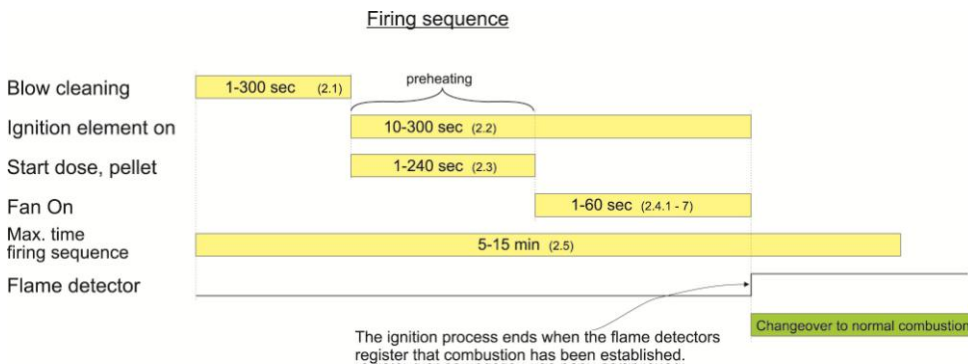 Firing sequence
preheating
Blow cleaning 1-300 sec (2.1)
Ignition element on 10-300 sec (2.2)
Start dose, pellet 1-240 sec (2.3)
Fan On 1-60 sec (2.4.1 - 7)
Max. time
firing sequence 5-15 min (2.5)
Flame detector
Changeover to normal combustion
The ignition process ends when the flame detectors
register that combustion has been established.